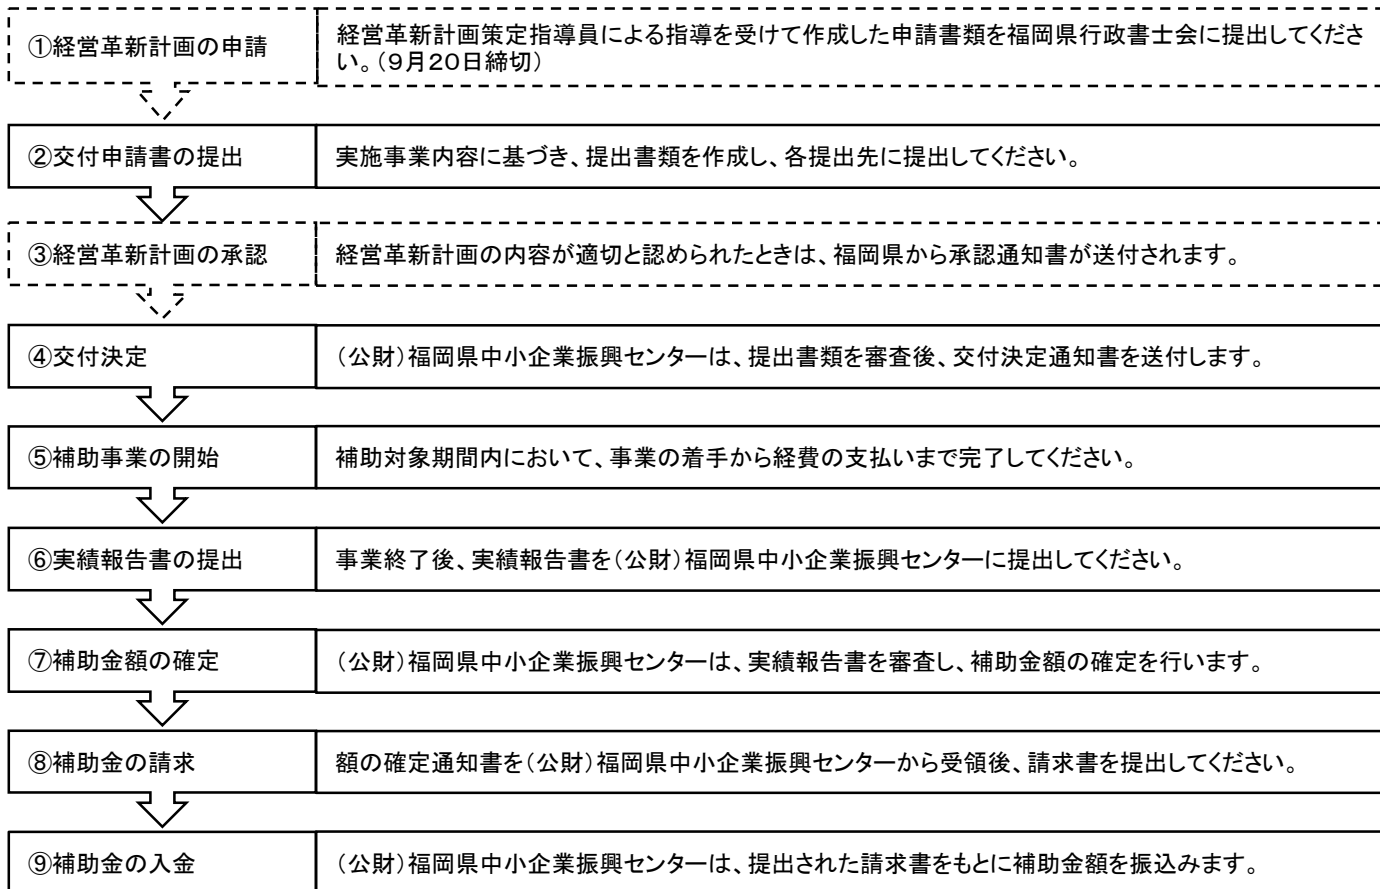 ①経営革新計画の申請
経営革新計画策定指導員による指導を受けて作成した申請書類を福岡県行政書士会に提出してくださ
い。（９月２０日締切）
②交付申請書の提出
実施事業内容に基づき、提出書類を作成し、各提出先に提出してください。
③経営革新計画の承認
経営革新計画の内容が適切と認められたときは、福岡県から承認通知書が送付されます。
④交付決定
（公財）福岡県中小企業振興センターは、提出書類を審査後、交付決定通知書を送付します。
⑤補助事業の開始
補助対象期間内において、事業の着手から経費の支払いまで完了してください。
⑥実績報告書の提出
事業終了後、実績報告書を（公財）福岡県中小企業振興センターに提出してください。
⑦補助金額の確定
（公財）福岡県中小企業振興センターは、実績報告書を審査し、補助金額の確定を行います。
⑧補助金の請求
額の確定通知書を（公財）福岡県中小企業振興センターから受領後、請求書を提出してください。
⑨補助金の入金
（公財）福岡県中小企業振興センターは、提出された請求書をもとに補助金額を振込みます。